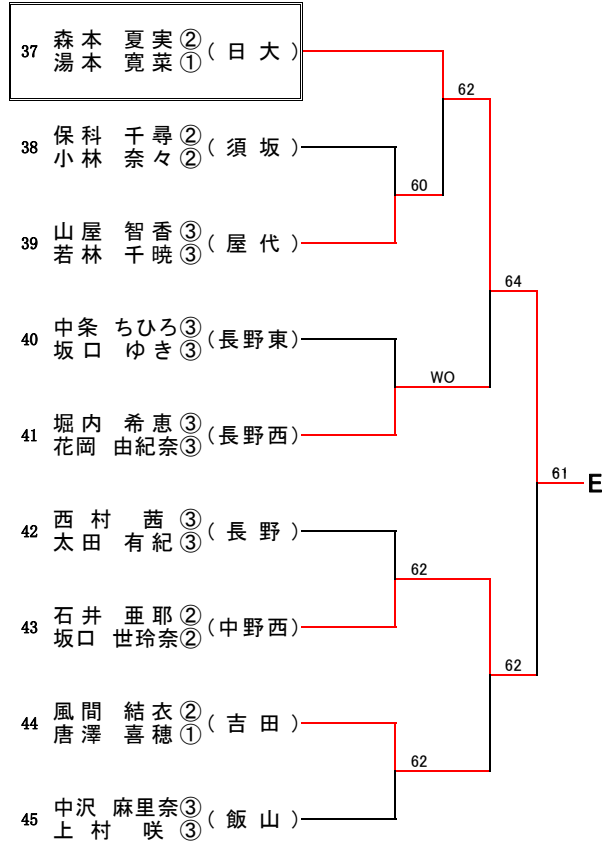 森本 夏実②
37 (日大)
湯本 寛菜①
62
保科 千尋②
38 (須坂)
小林 奈々②
60
山屋 智香③
39 (屋代)
若林 千暁③
64
中条 ちひろ③
40 (長野東)
坂口 ゆき③
WO
堀内 希恵③
41 (長野西)
花岡 由紀奈③
61 E
西村 茜③
42 (長野)
太田 有紀③
62
石井 亜耶②
43 (中野西)
坂口 世玲奈②
62
風間 結衣②
44 (吉田)
唐澤 喜穂①
62
中沢 麻里奈③
45 (飯山)
上村 咲③